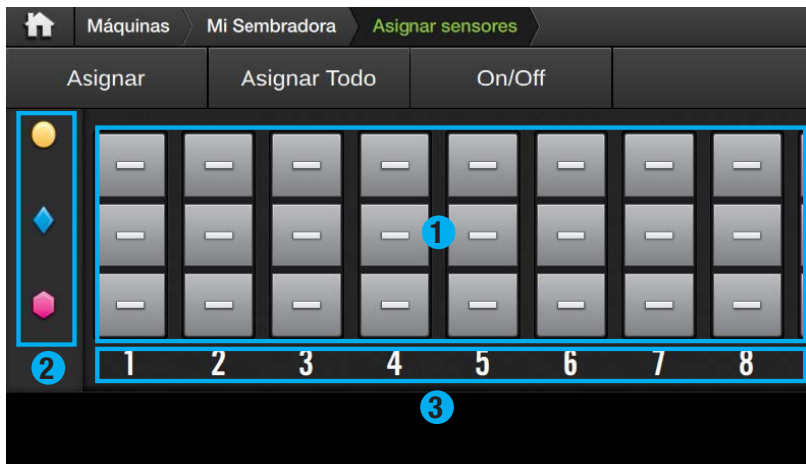 Máquinas Mi Sembradora Asignar sensores
Asignar Asignar Todo On/Off
1
2 1 2 3 4 5 6 7 8
3